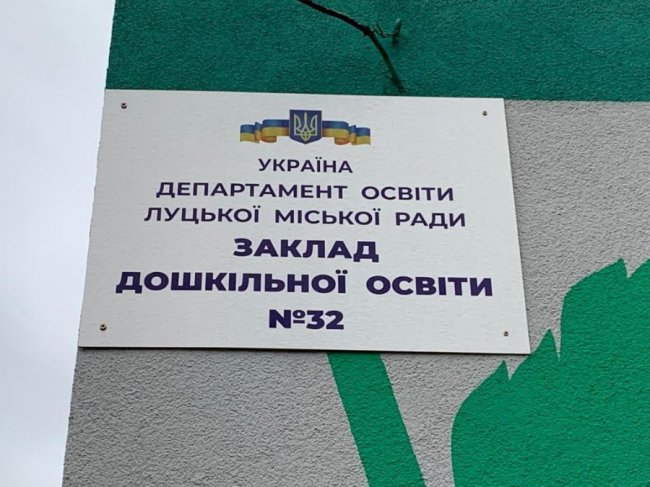 УКРАЇНА
ДЕПАРТАМЕНТ ОСВІТИ
ЛУЦЬКОЇ МІСЬКОЇ РАДИ
ЗАКЛАД
ДОШКІЛЬНОЇ ОСВІТИ
№32